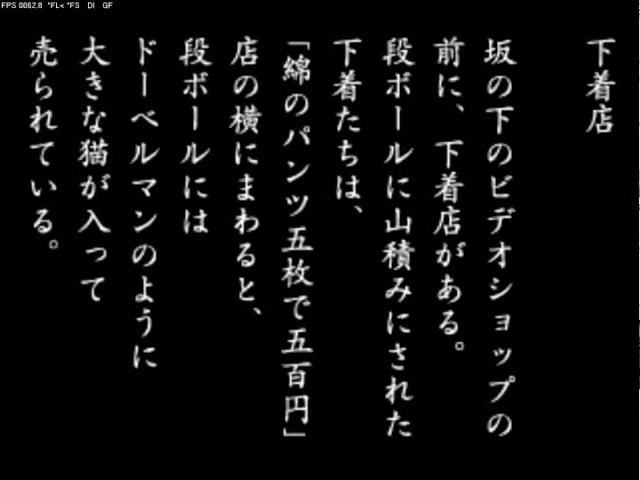 FPS 0062.8 *FL< *FS DI GF
下着店
坂の下のビデオショップの
前に、下着店がある。
段ボールに山積みにされた
下着たちは、
「綿のパンツ五枚で五百円」
店の横にまわると、
段ボールには
ドーベルマンのように
大きな猫が入って
売られている。